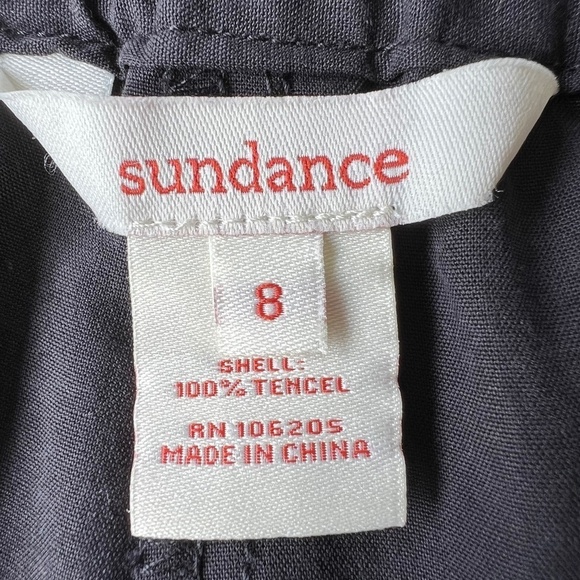 sundance
8
SHELL:
100% TENCEL
RN 106205
MADE IN CHINA